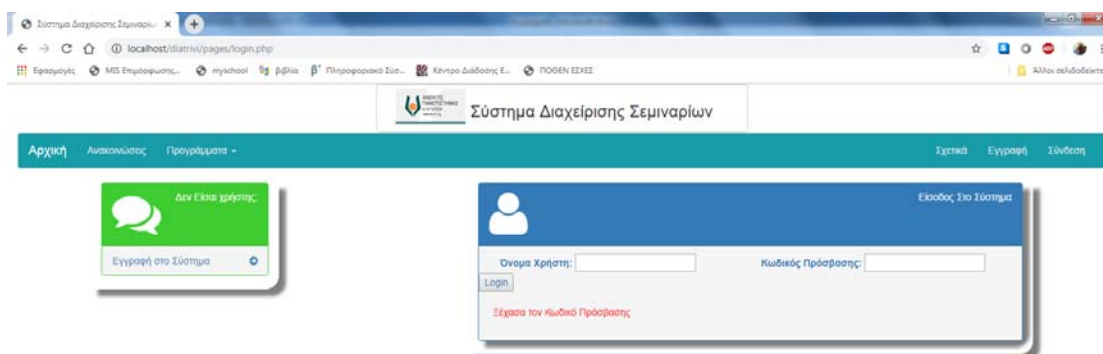 Σύστημα Διαχείρισης Σεμιναρίω
localhost/diatrivi/pages/login.php
Εφαρμογές MIS Επιμόρφωσης... myschool βιβλία Πληροφοριακό Σύσ... Κέντρο Διάδοσης Ε... ΠΟΘΕΝ ΕΣΧΕΣ Άλλοι σελιδοδείκτε
Σύστημα Διαχείρισης Σεμιναρίων
Αρχική Ανακοινώσεις Προγράμματα Σχετικά Εγγραφή Σύνδεση
Δεν Είσαι χρήστης;
Εγγραφή στο Σύστημα
Είσοδος Στο Σύστημα
Όνομα Χρήστη: Κωδικός Πρόσβασης:
Login
Ξέχασα τον Κωδικό Πρόσβασης